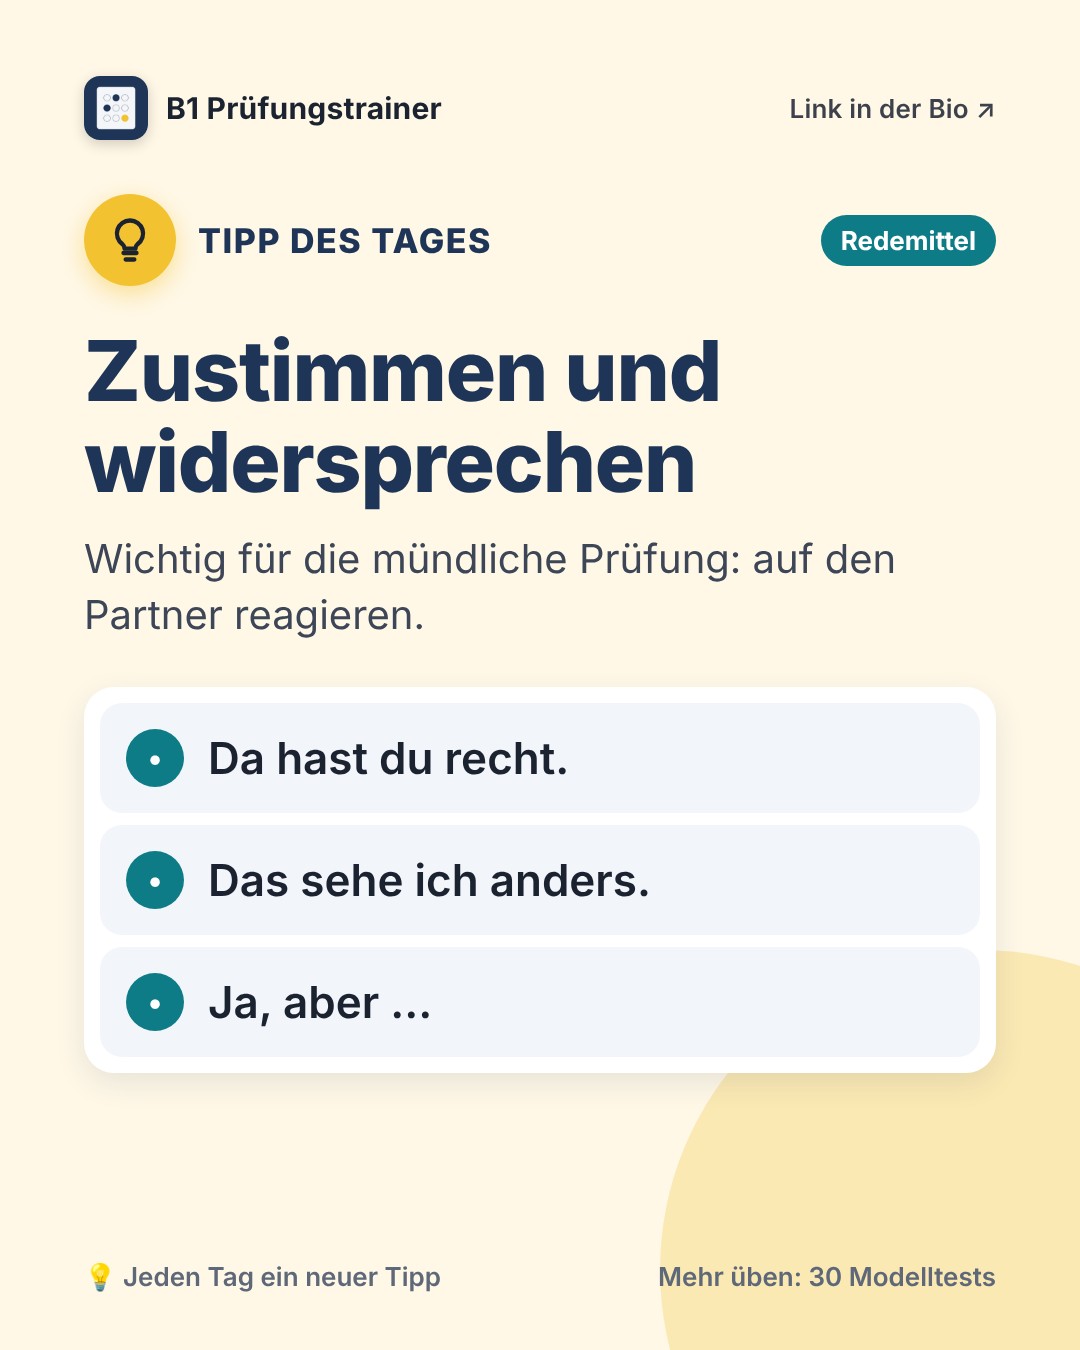 B1 Prüfungstrainer
Link in der Bio ↗
TIPP DES TAGES
Redemittel
Zustimmen und
widersprechen
Wichtig für die mündliche Prüfung: auf den
Partner reagieren.
Da hast du recht.
Das sehe ich anders.
Ja, aber …
💡 Jeden Tag ein neuer Tipp
Mehr üben: 30 Modelltests